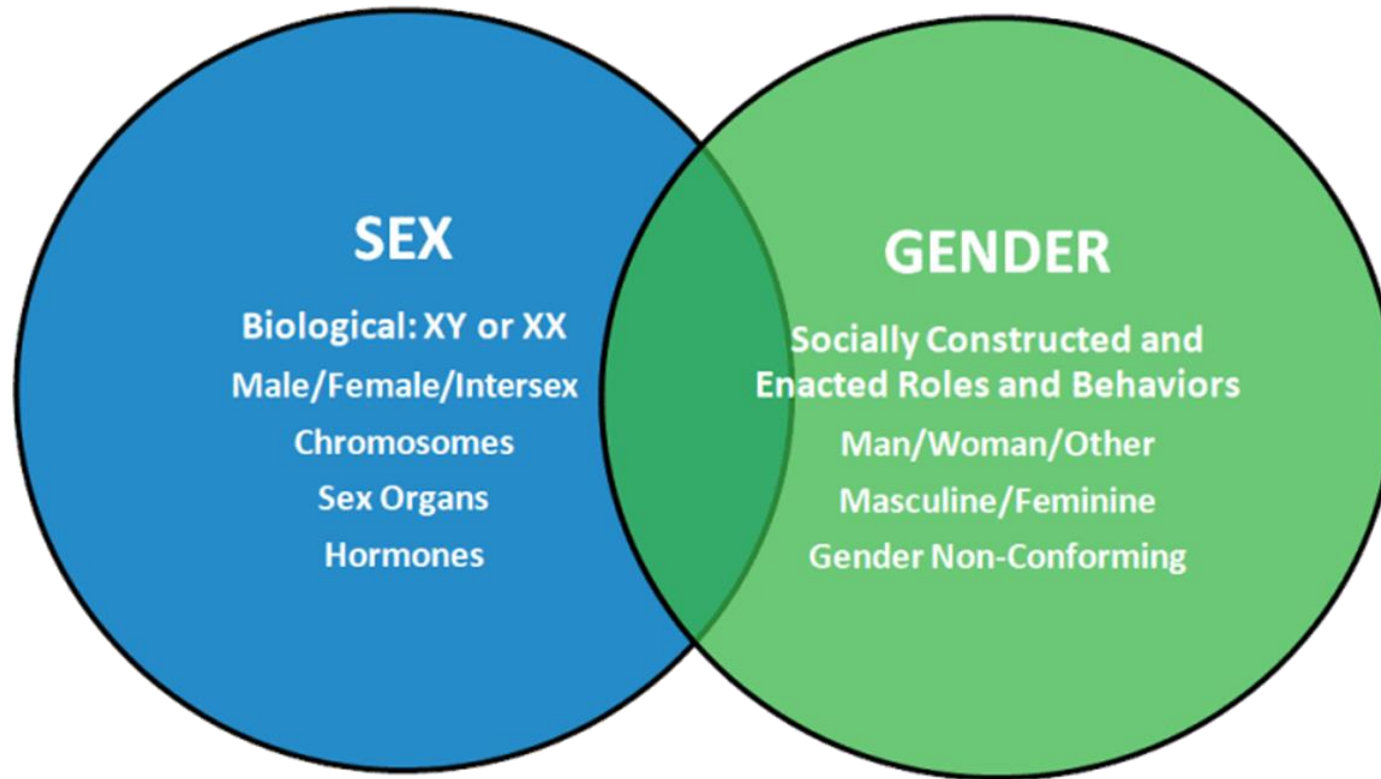 SEX
Biological: XY or XX
Male/Female/Intersex
Chromosomes
Sex Organs
Hormones
GENDER
Socially Constructed and
Enacted Roles and Behaviors
Man/Woman/Other
Masculine/Feminine
Gender Non-Conforming